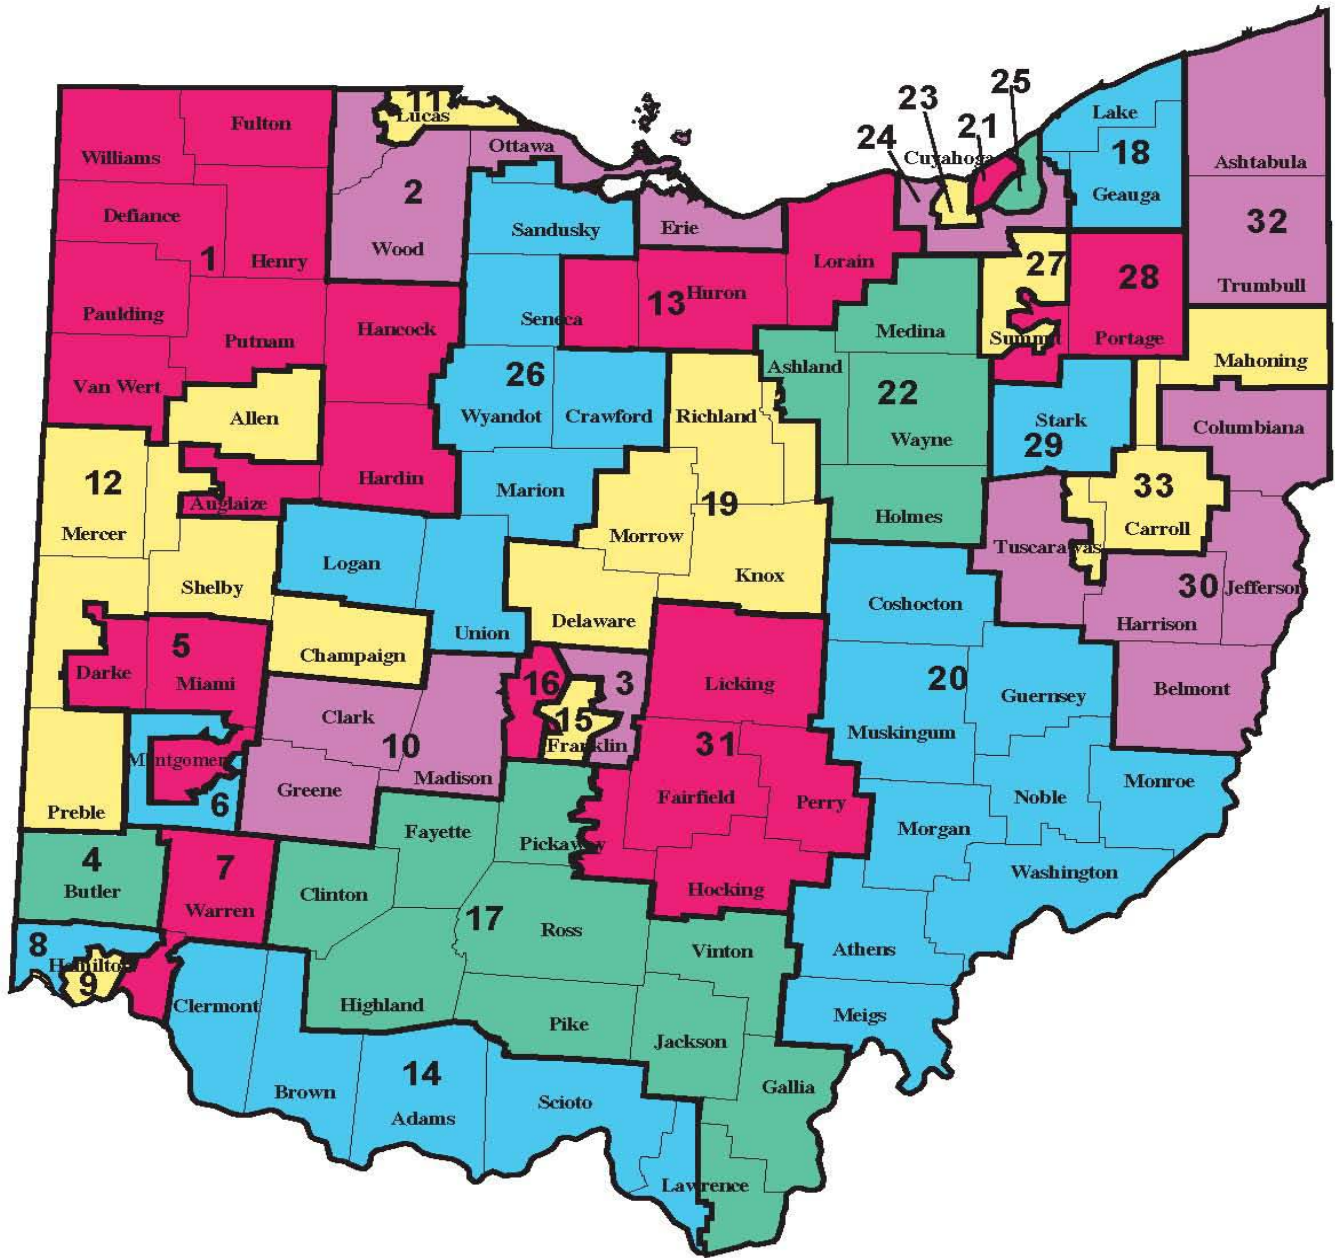 25
23
11
Lucas
Lake
21
Fulton
24
Ottawa
Cuyahoga
18
Williams
Ashtabula
2
Geauga
Defiance
Sandusky
Erie
32
Wood
1
Henry
Lorain
27
28
Trumbull
Paulding
Seneca
13
Huron
Hancock
Medina
Putnam
Summit
Portage
Mahoning
Van Wert
26
Ashland
22
Allen
Wyandot
Crawford
Richland
Stark
Columbiana
Wayne
29
12
Hardin
Marion
33
Auglaize
19
Holmes
Carroll
Mercer
Morrow
Tuscarawas
Logan
Knox
Shelby
30
Jefferson
Coshocton
Delaware
Harrison
Union
5
Champaign
Darke
Miami
16
3
Licking
20
Guernsey
Belmont
Clark
15
Muskingum
10
Franklin
31
Montgomery
Madison
Monroe
Greene
Fairfield
Perry
Noble
6
Preble
Fayette
Pickaway
Morgan
4
7
Washington
Butler
Clinton
Hocking
Warren
17
Ross
8
Vinton
Athens
Hamilton
9
Clermont
Highland
Pike
Meigs
Jackson
14
Gallia
Brown
Scioto
Adams
Lawrence